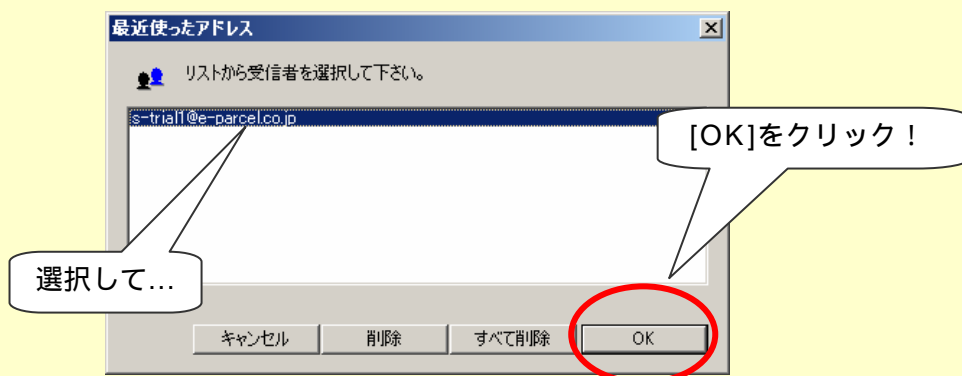 最近使ったアドレス
リストから受信者を選択して下さい。
s-trial1@e-parcel.co.jp
[OK]をクリック！
選択して...
キャンセル
削除
すべて削除
OK